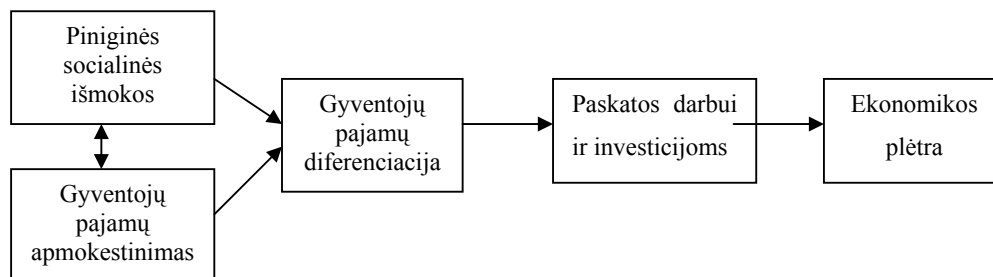 Piniginės
socialinės
išmokos
Gyventojų
pajamų
apmokestinimas
Gyventojų
pajamų
diferenciacija
Paskatos darbui
ir investicijoms
Ekonomikos
plėtra